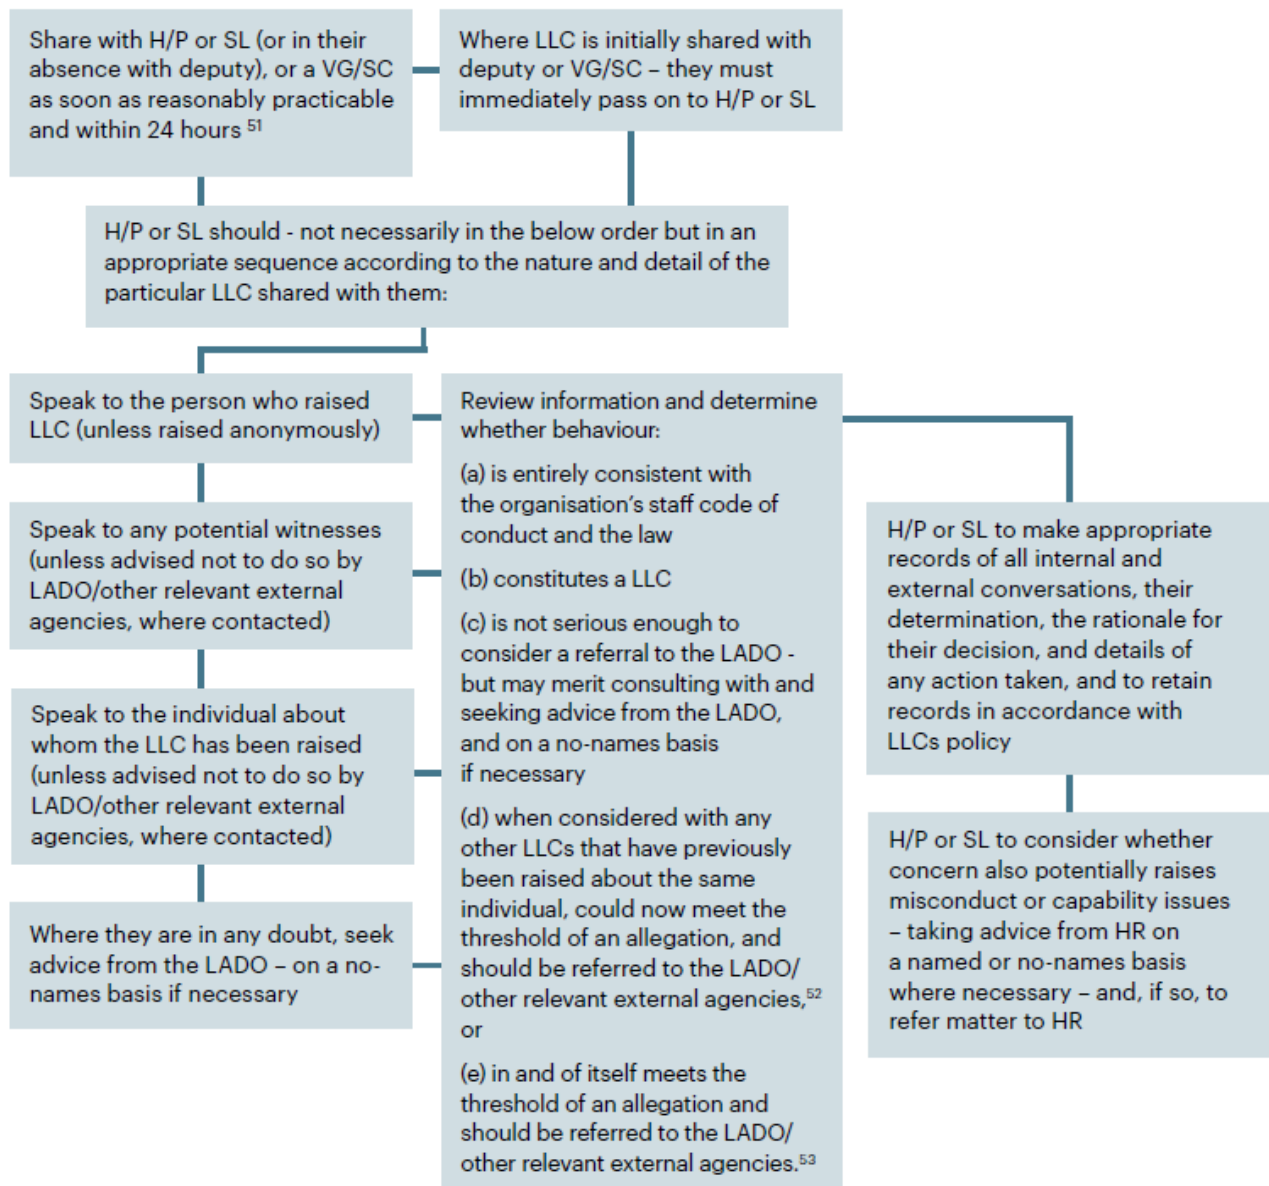 Share with H/P or SL (or in their
absence with deputy), or a VG/SC
as soon as reasonably practicable
and within 24 hours 51
Where LLC is initially shared with
deputy or VG/SC – they must
immediately pass on to H/P or SL
H/P or SL should - not necessarily in the below order but in an
appropriate sequence according to the nature and detail of the
particular LLC shared with them:
Speak to the person who raised
LLC (unless raised anonymously)
Speak to any potential witnesses
(unless advised not to do so by
LADO/other relevant external
agencies, where contacted)
Speak to the individual about
whom the LLC has been raised
(unless advised not to do so by
LADO/other relevant external
agencies, where contacted)
Where they are in any doubt, seek
advice from the LADO – on a no-
names basis if necessary
Review information and determine
whether behaviour:
(a) is entirely consistent with
the organisation’s staff code of
conduct and the law
(b) constitutes a LLC
(c) is not serious enough to
consider a referral to the LADO -
but may merit consulting with and
seeking advice from the LADO,
and on a no-names basis
if necessary
(d) when considered with any
other LLCs that have previously
been raised about the same
individual, could now meet the
threshold of an allegation, and
should be referred to the LADO/
other relevant external agencies,52
or
(e) in and of itself meets the
threshold of an allegation and
should be referred to the LADO/
other relevant external agencies.53
H/P or SL to make appropriate
records of all internal and
external conversations, their
determination, the rationale for
their decision, and details of
any action taken, and to retain
records in accordance with
LLCs policy
H/P or SL to consider whether
concern also potentially raises
misconduct or capability issues
– taking advice from HR on
a named or no-names basis
where necessary – and, if so, to
refer matter to HR